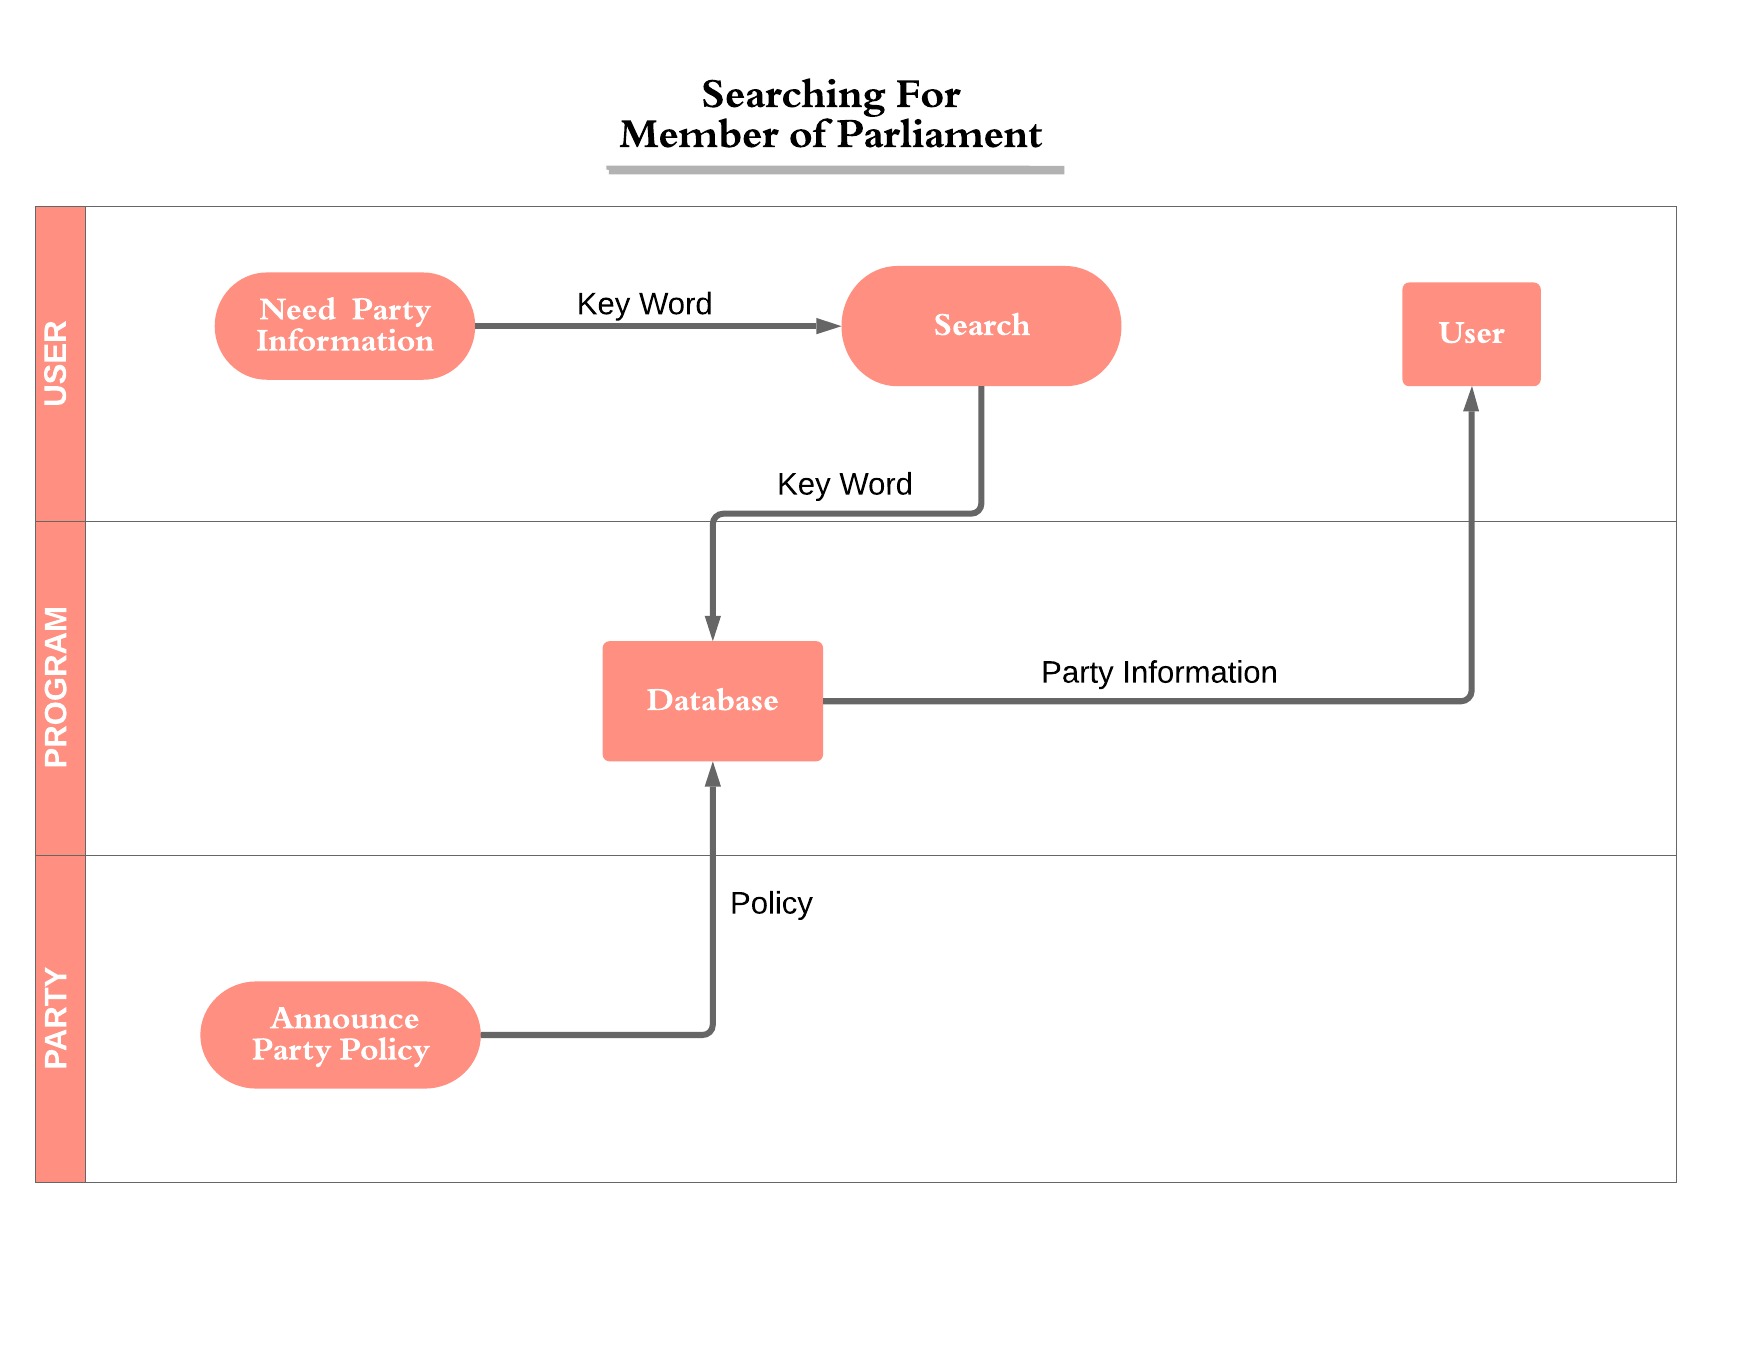 Searching For
Member of Parliament
USER
Need Party
Information
Key Word
Search
User
Key Word
PROGRAM
Database
Party Information
PARTY
Policy
Announce
Party Policy